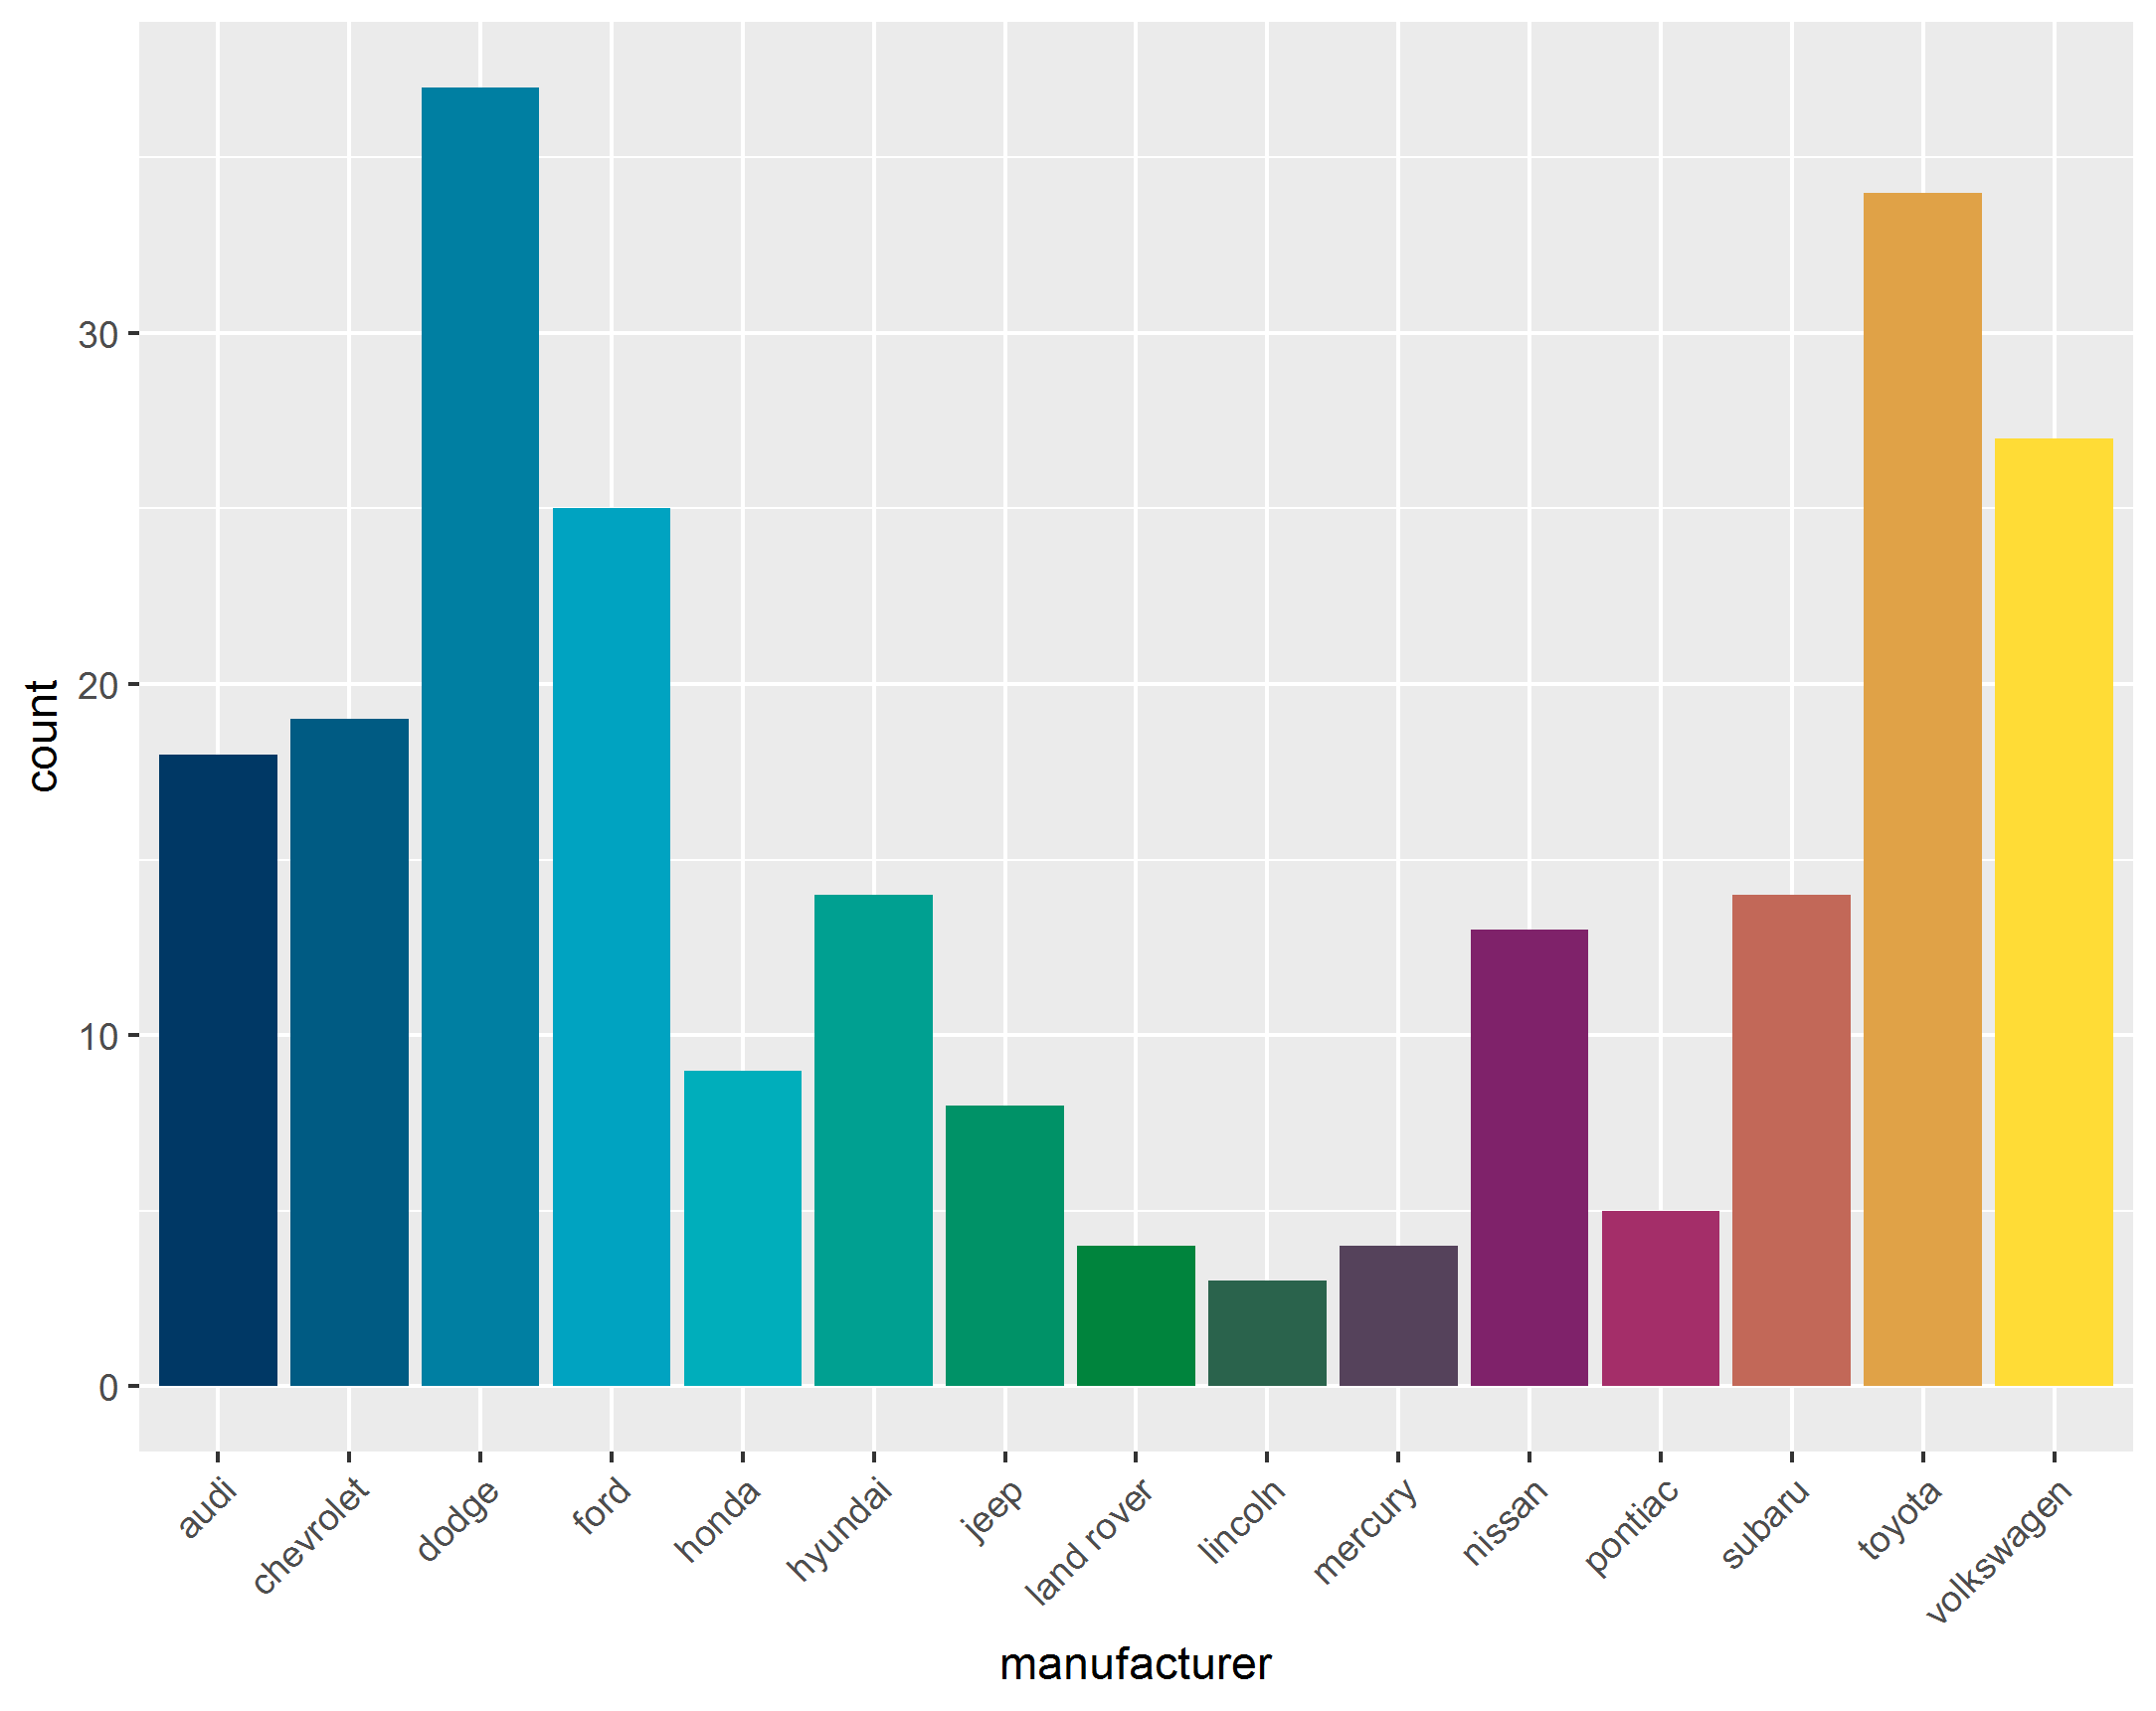 count
30
20
10
0
audi
chevrolet
dodge
ford
honda
hyundai
jeep
land rover
lincoln
mercury
nissan
pontiac
subaru
toyota
volkswagen
manufacturer